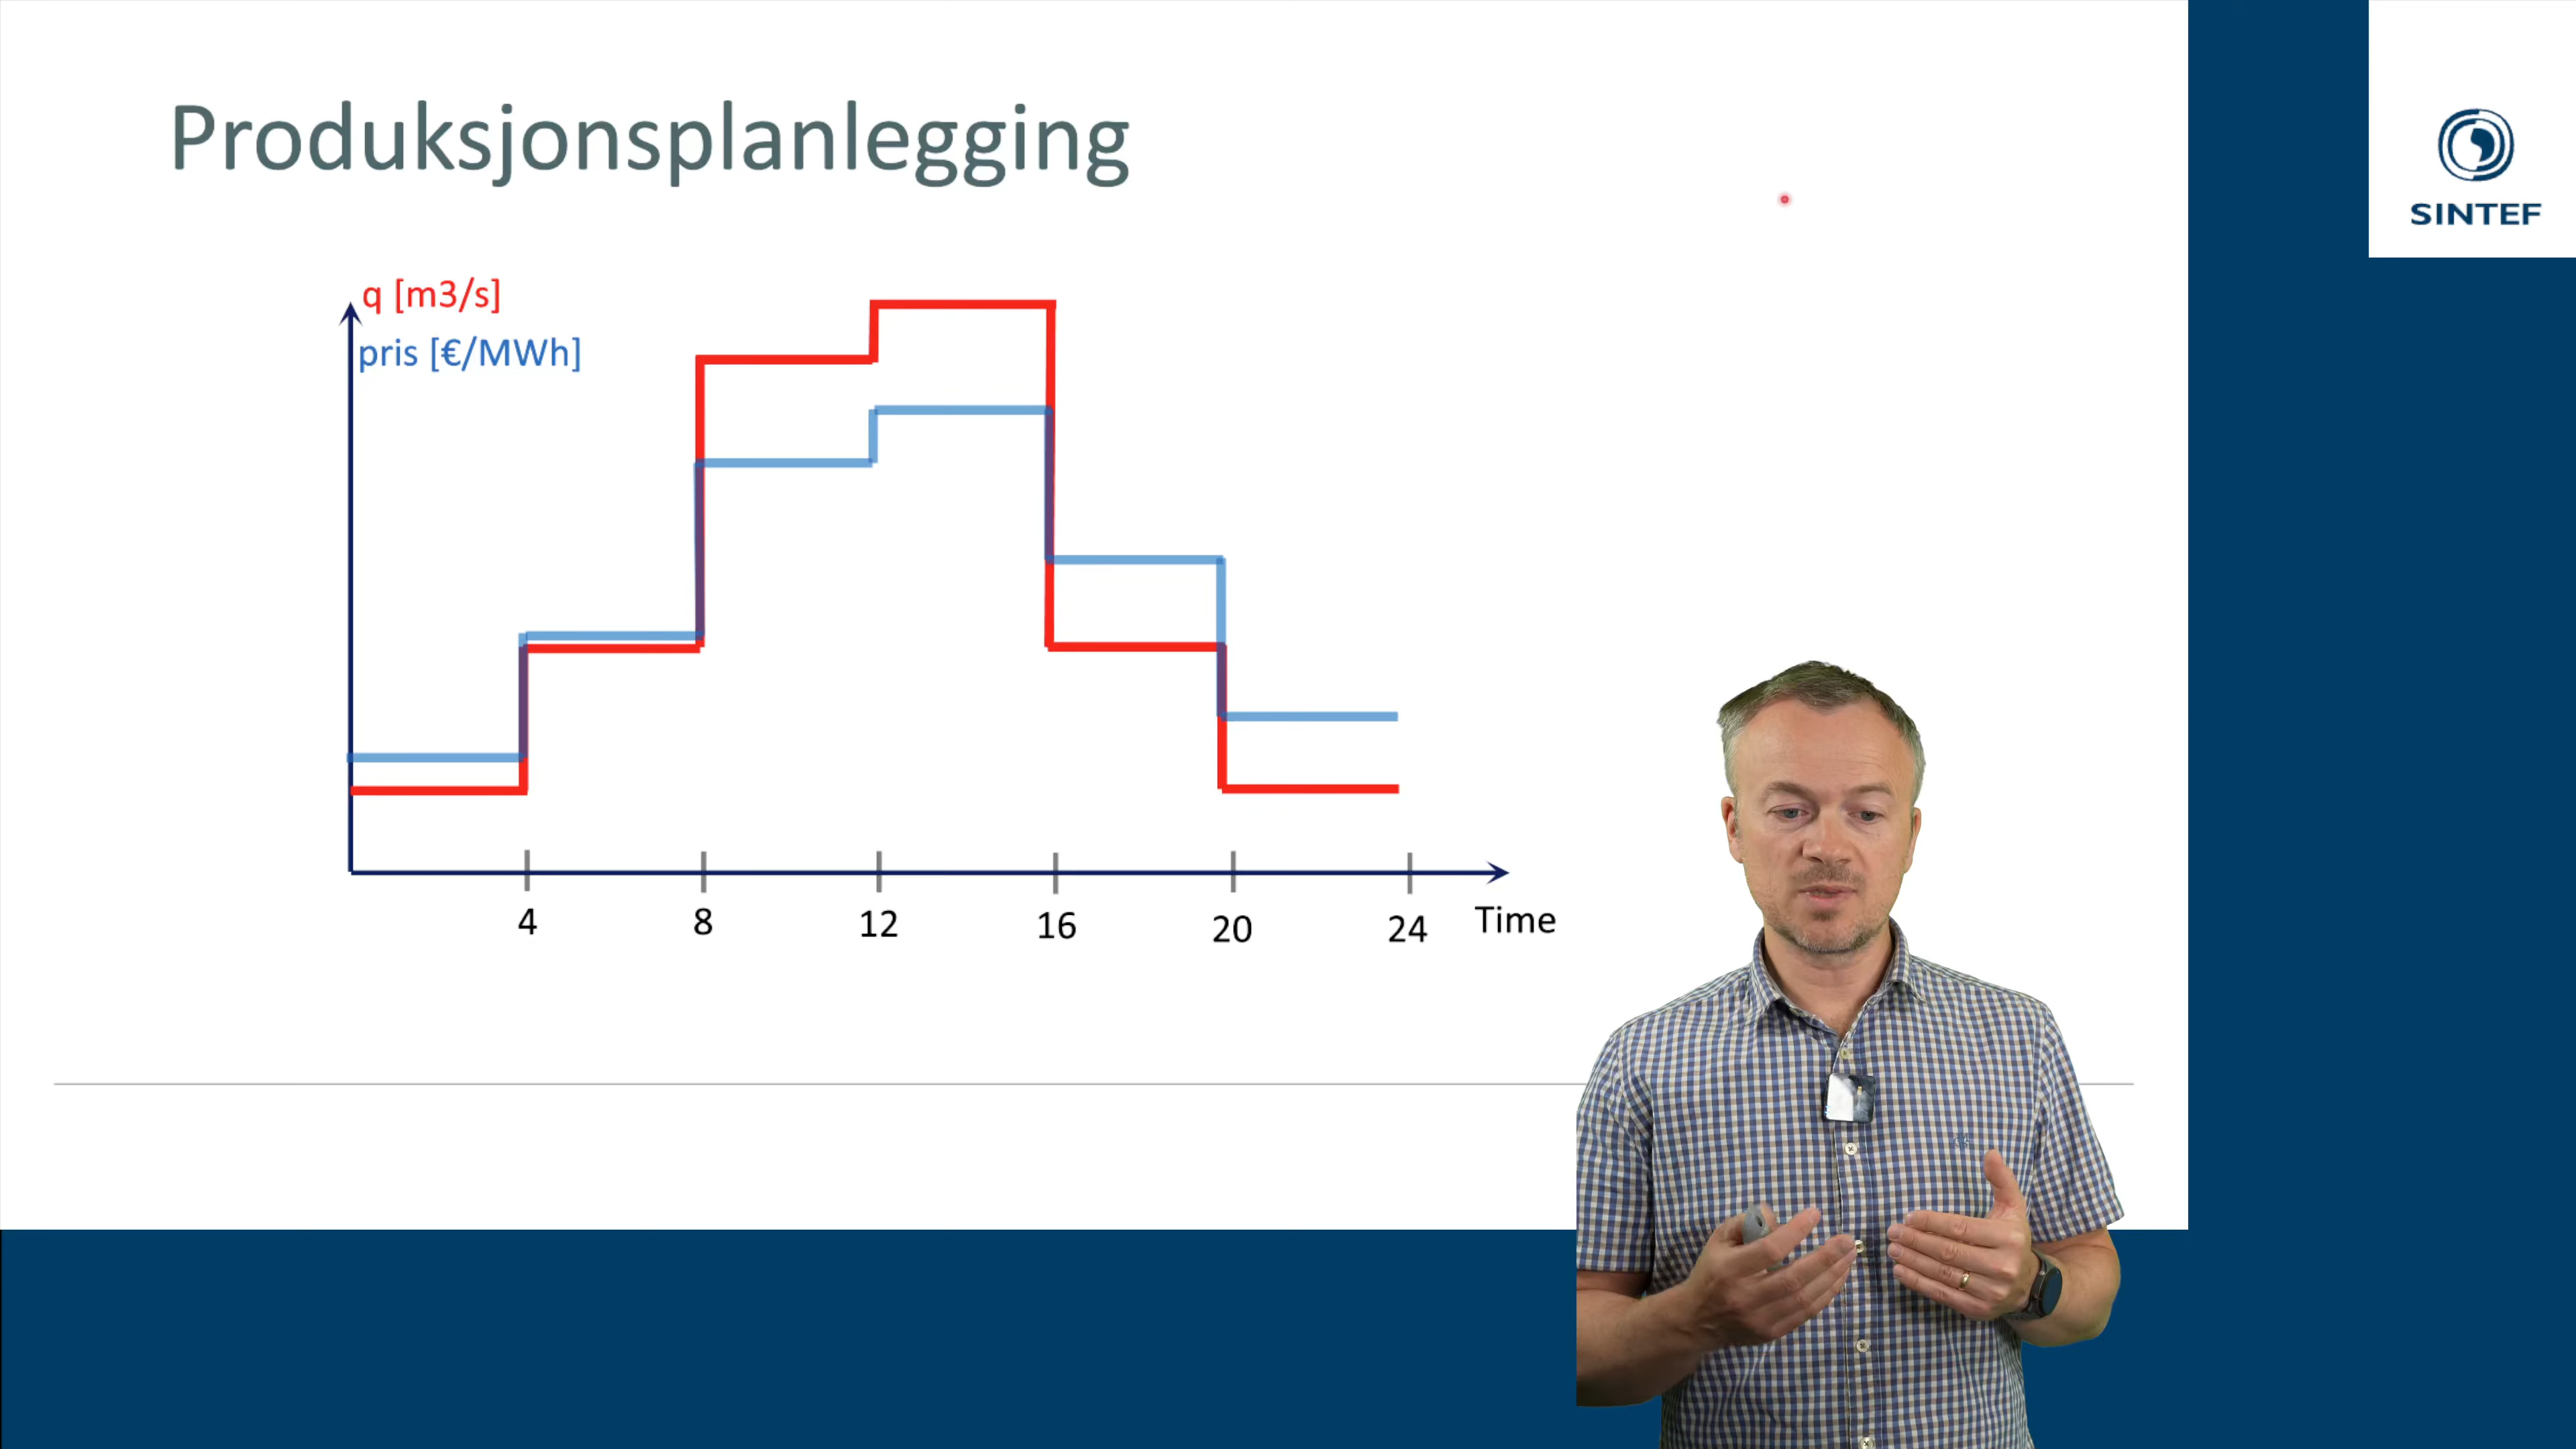 Produksjonsplanlegging
SINTEF
q [m3/s]
pris [€/MWh]
4 8 12 16 20 24 Time